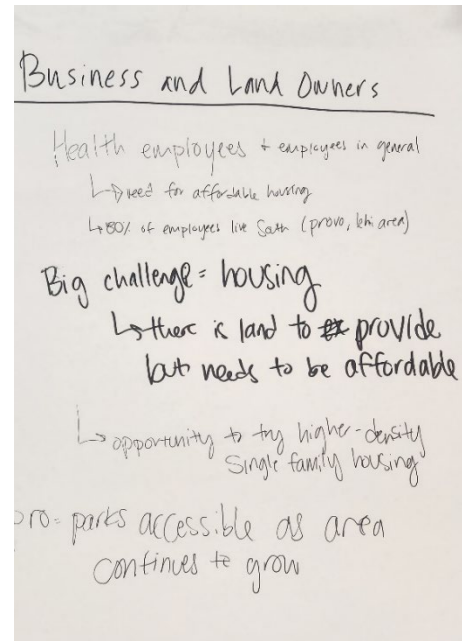 Business and Land Owners
Health employees + employees in general
↳ need for affordable housing
↳ 80% of employees live South (provo, lehi area)
Big challenge = housing
↳ there is land to provide
but needs to be affordable
↳ opportunity to try higher-density
Single family housing
pro = parks accessible as area
continues to grow